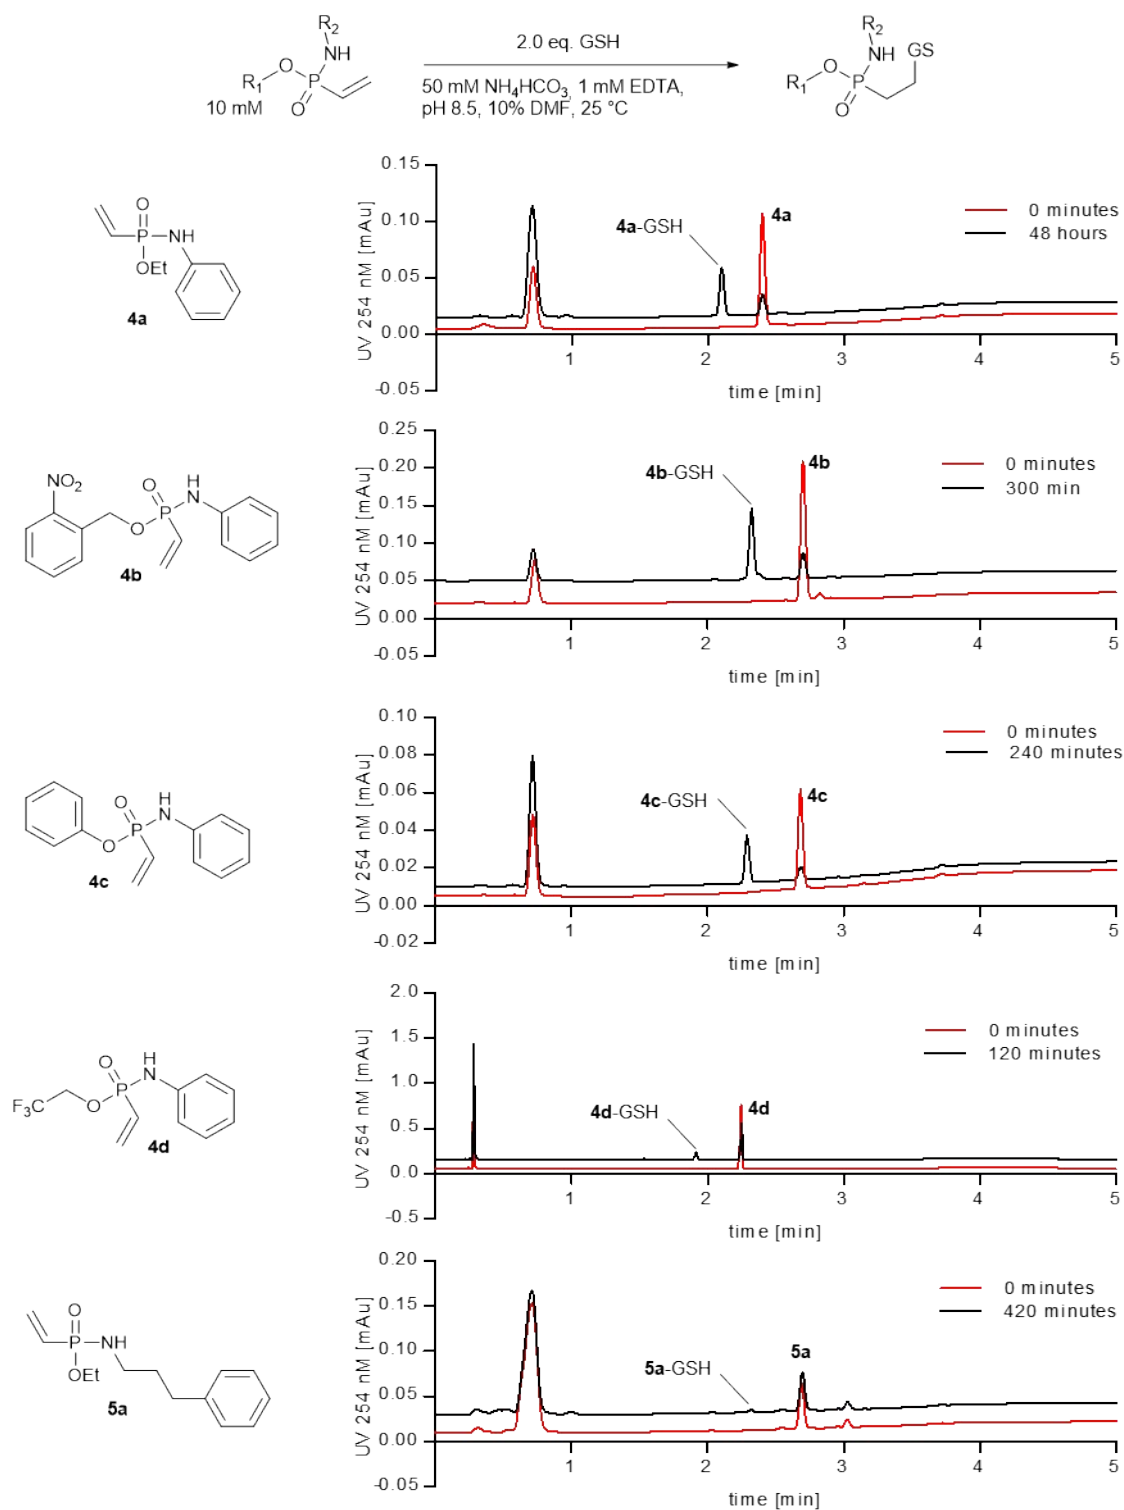 R₂
NH
O
R₁
P
O
10 mM
2.0 eq. GSH
50 mM NH₄HCO₃, 1 mM EDTA,
pH 8.5, 10% DMF, 25 °C
R₂
NH
GS
O
R₁
P
O
O
P
NH
OEt
4a
UV 254 nM [mAu]
0.15
0.10
0.05
0.00
-0.05
4a-GSH
4a
0 minutes
48 hours
1 2 3 4 5
time [min]
NO₂
O
H
N
P
O
4b
UV 254 nM [mAu]
0.25
0.20
0.15
0.10
0.05
0.00
-0.05
4b-GSH
4b
0 minutes
300 min
1 2 3 4 5
time [min]
O
H
N
P
O
4c
UV 254 nM [mAu]
0.10
0.08
0.06
0.04
0.02
0.00
-0.02
4c-GSH
4c
0 minutes
240 minutes
1 2 3 4 5
time [min]
O
H
N
P
F₃C
O
4d
UV 254 nM [mAu]
2.0
1.5
1.0
0.5
0.0
-0.5
4d-GSH
4d
0 minutes
120 minutes
1 2 3 4 5
time [min]
O
P
NH
OEt
5a
UV 254 nM [mAu]
0.20
0.15
0.10
0.05
0.00
-0.05
5a-GSH
5a
0 minutes
420 minutes
1 2 3 4 5
time [min]